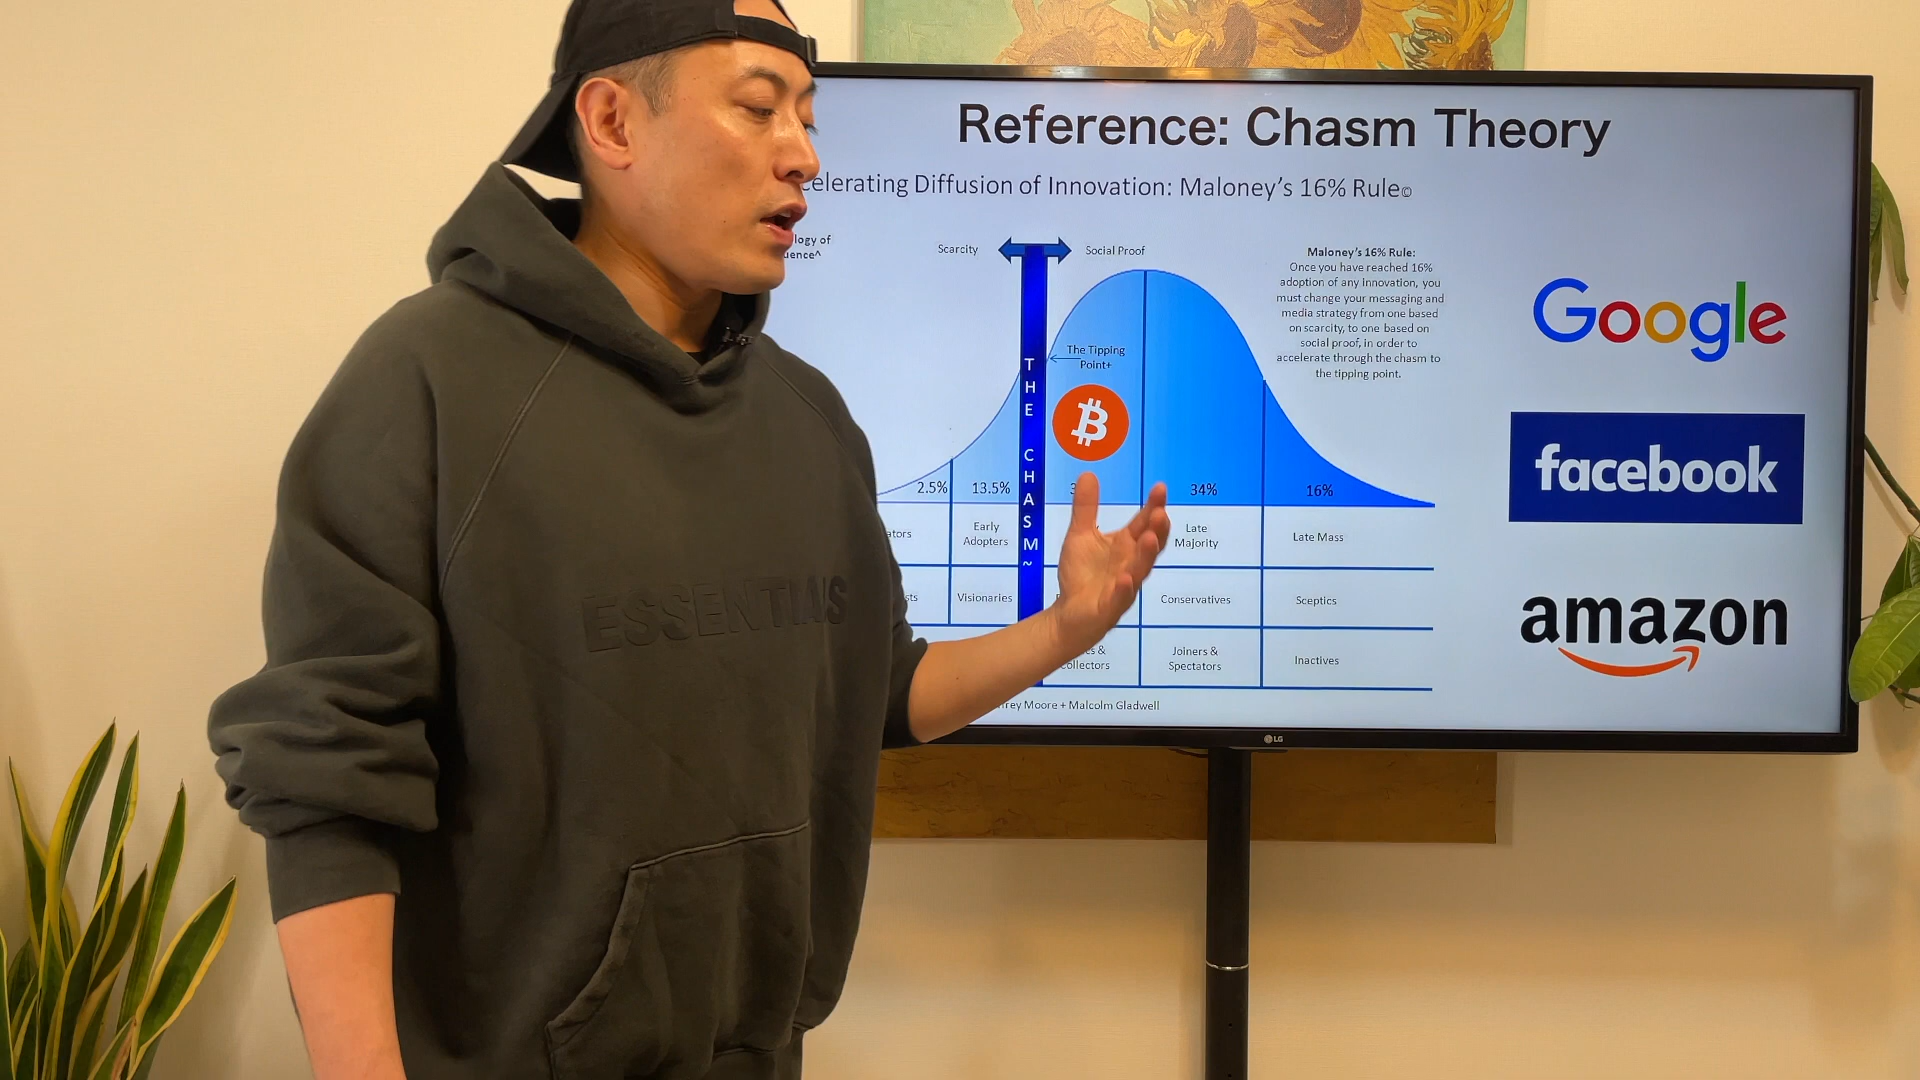 Reference: Chasm Theory
celerating Diffusion of Innovation: Maloney's 16% Rule©
logy of
uence^
Scarcity
Social Proof
Maloney's 16% Rule:
Once you have reached 16%
adoption of any innovation, you
must change your messaging and
media strategy from one based
on scarcity, to one based on
social proof, in order to
accelerate through the chasm to
the tipping point.
The Tipping
Point+
THE CHASM~
2.5%
13.5%
34%
16%
ators
Early
Adopters
Late
Majority
Late Mass
sts
Visionaries
Conservatives
Sceptics
cs &
Collectors
Joiners &
Spectators
Inactives
frey Moore + Malcolm Gladwell
Google
facebook
amazon
LG
ESSENTIALS